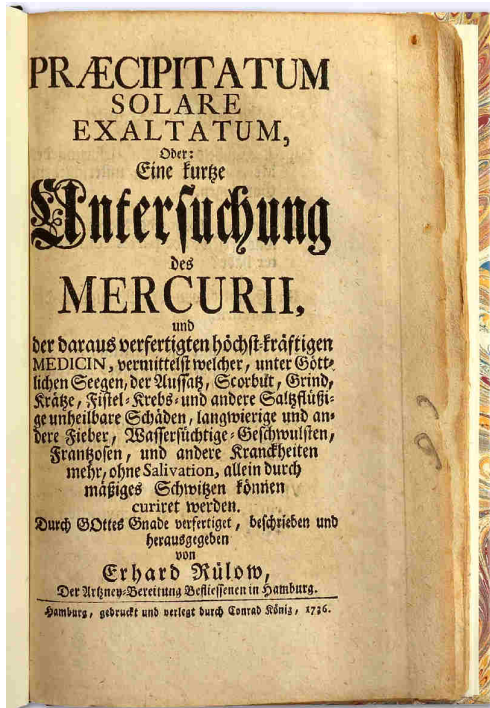 PRÆCIPITATUM
SOLARE
EXALTATUM,
Oder:
Eine kurtze
Untersuchung
des
MERCURII,
und
der daraus verfertigten höchst-kräftigen
MEDICIN, vermittelst welcher, unter Gött-
lichen Seegen, der Aussatz, Scorbut, Grind,
Krätze, Fistel-Krebs- und andere Saltzflüßi-
ge unheilbare Schäden, langwierige und an-
dere Fieber, Wassersüchtige-Geschwulsten,
Frantzosen, und andere Kranckheiten
mehr, ohne Salivation, allein durch
mäßiges Schwitzen können
curiret werden.
Durch GOttes Gnade verfertiget, beschrieben und
herausgegeben
von
Erhard Rülow,
Der Artzney-Bereitung Beflissenen in Hamburg.
Hamburg, gedruckt und verlegt durch Conrad König, 1736.